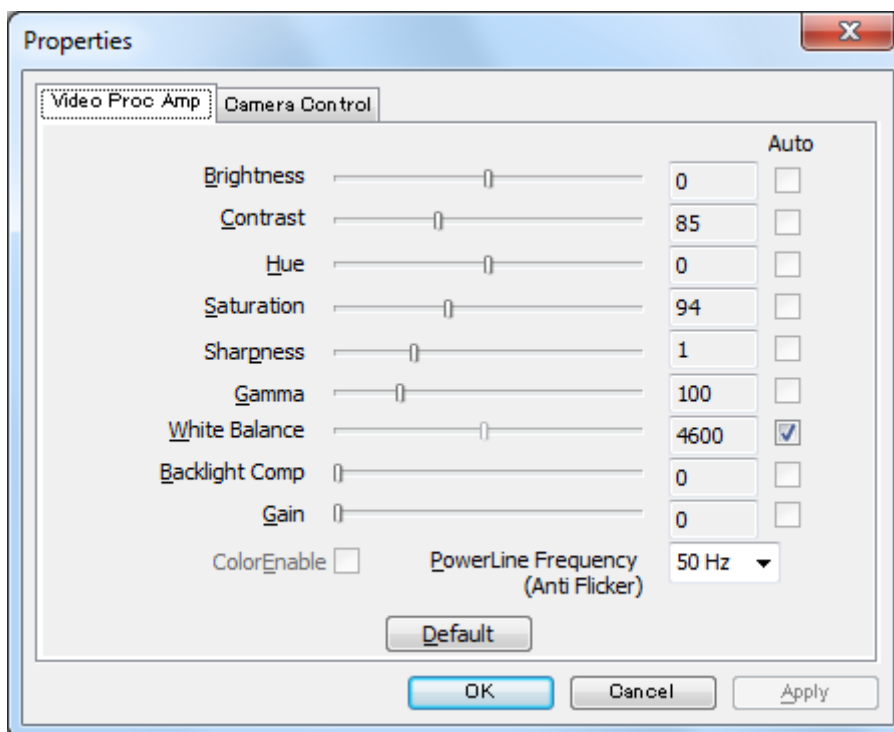 Properties
Video Proc Amp Camera Control
Auto
Brightness 0
Contrast 85
Hue 0
Saturation 94
Sharpness 1
Gamma 100
White Balance 4600
Backlight Comp 0
Gain 0
ColorEnable PowerLine Frequency 50 Hz
(Anti Flicker)
Default
OK Cancel Apply